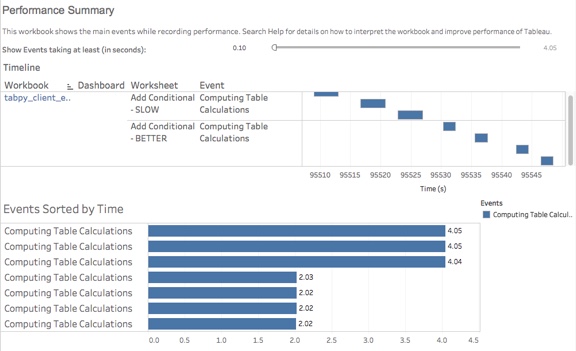 Performance Summary
This workbook shows the main events while recording performance. Search Help for details on how to interpret the workbook and improve performance of Tableau.
Show Events taking at least (in seconds): 0.10 4.05
Timeline
Workbook Dashboard Worksheet Event
tabpy_client_e.. Add Conditional Computing Table
- SLOW Calculations
Add Conditional Computing Table
- BETTER Calculations
95510 95515 95520 95525 95530 95535 95540 95545
Time (s)
Events Sorted by Time
Events
Computing Table Calcul..
Computing Table Calculations 4.05
Computing Table Calculations 4.05
Computing Table Calculations 4.04
Computing Table Calculations 2.03
Computing Table Calculations 2.02
Computing Table Calculations 2.02
Computing Table Calculations 2.02
0.0 0.5 1.0 1.5 2.0 2.5 3.0 3.5 4.0 4.5